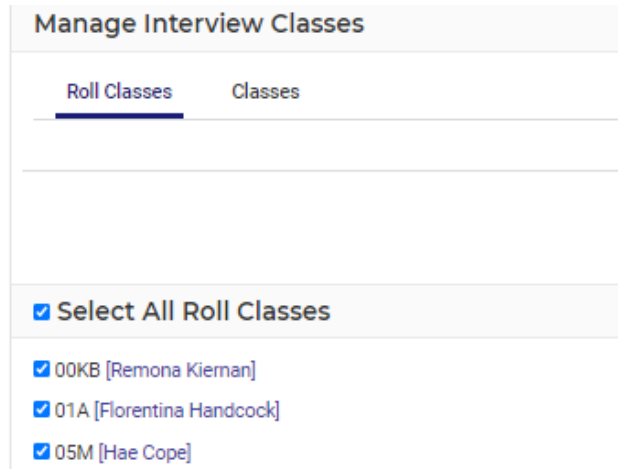 Manage Interview Classes
Roll Classes Classes
Select All Roll Classes
00KB [Remona Kiernan]
01A [Florentina Handcock]
05M [Hae Cope]